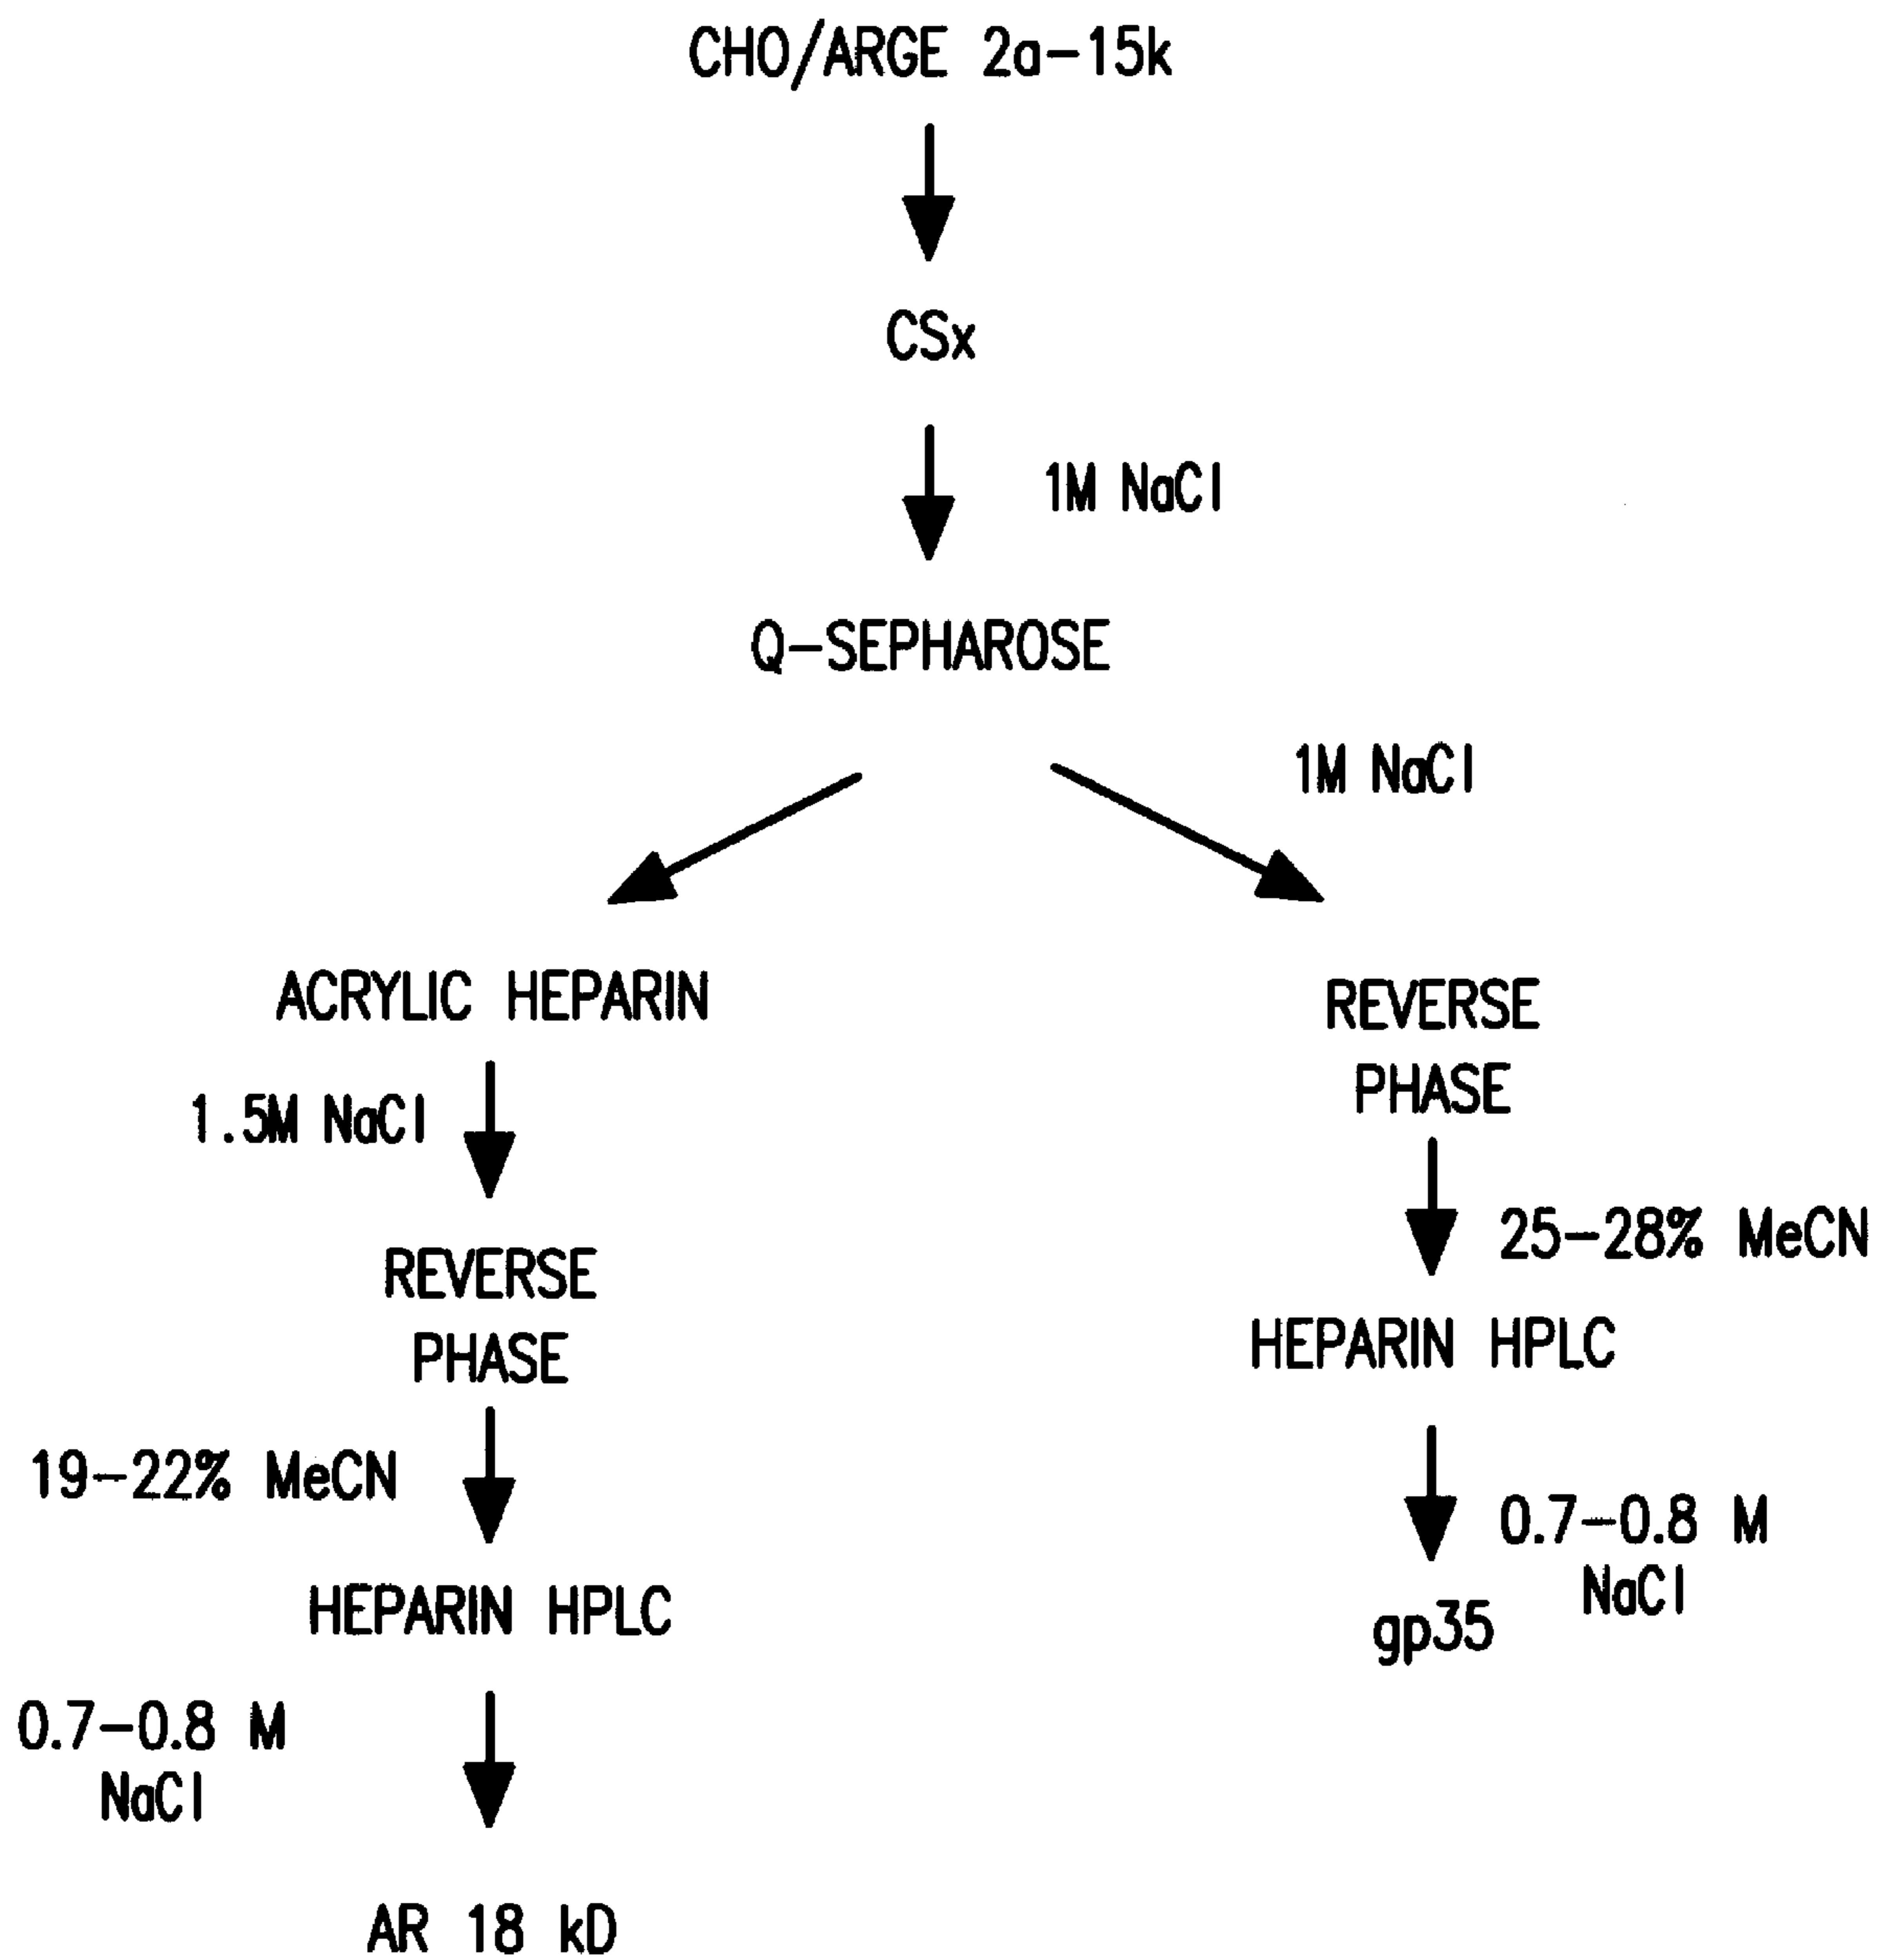 CHO/ARGE 2a-15k
CSx
1M NaCl
Q-SEPHAROSE
1M NaCl
ACRYLIC HEPARIN
1.5M NaCl
REVERSE
PHASE
19-22% MeCN
HEPARIN HPLC
0.7-0.8 M
NaCl
AR 18 kD
REVERSE
PHASE
25-28% MeCN
HEPARIN HPLC
0.7-0.8 M
NaCl
gp35